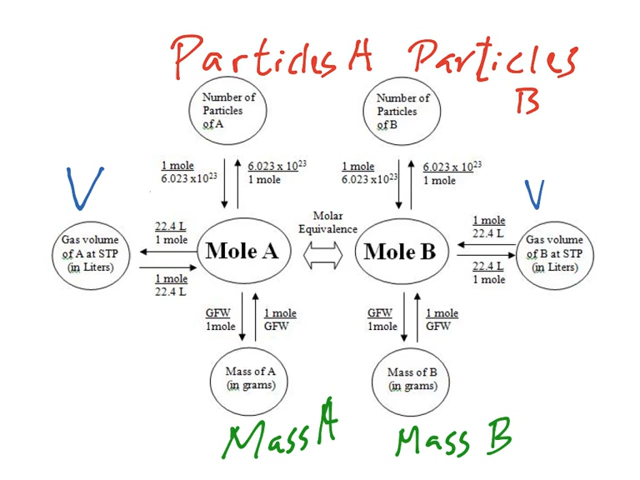 Particles A Particles B
Number of
Particles
of A
Number of
Particles
of B
1 mole
6.023 x10²³
6.023 x 10²³
1 mole
1 mole
6.023 x10²³
6.023 x 10²³
1 mole
V
V
Gas volume
of A at STP
(in Liters)
22.4 L
1 mole
1 mole
22.4 L
Mole A
Molar
Equivalence
Mole B
1 mole
22.4 L
22.4 L
1 mole
Gas volume
of B at STP
(in Liters)
GFW
1mole
1 mole
GFW
GFW
1mole
1 mole
GFW
Mass of A
(in grams)
Mass of B
(in grams)
Mass A
Mass B